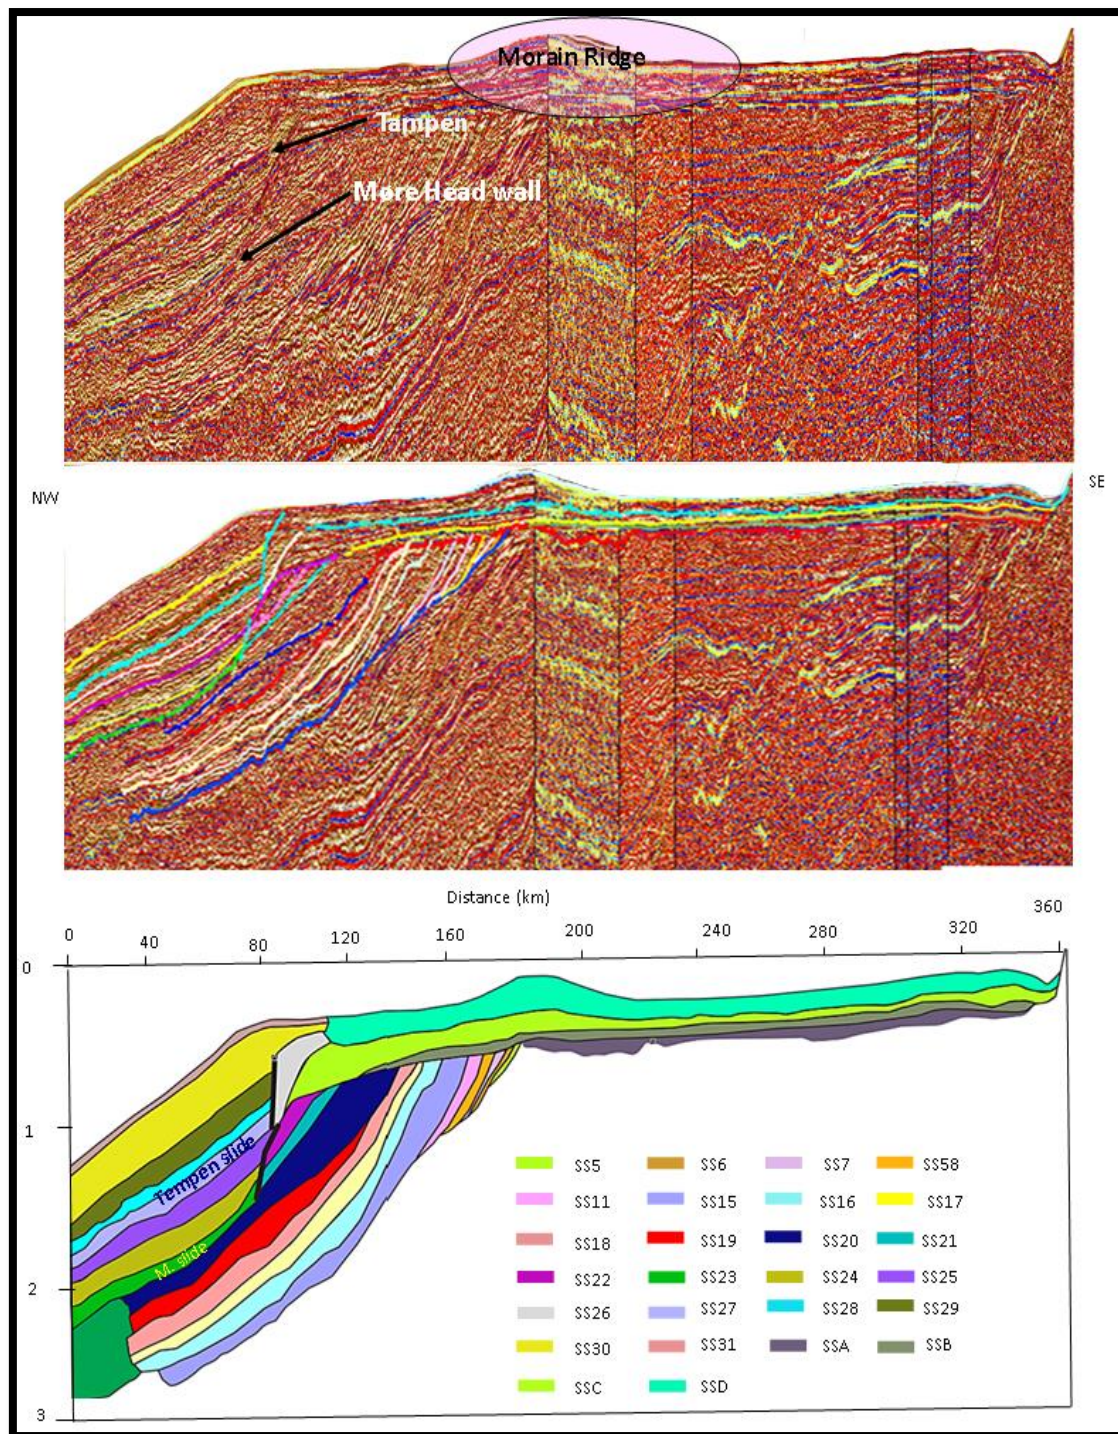 Morain Ridge
Tampen
More Head wall
NW
SE
Distance (km)
0 40 80 120 160 200 240 280 320 360
0
1
2
3
Tempen slide
M. slide
SS5 SS6 SS7 SS58
SS11 SS15 SS16 SS17
SS18 SS19 SS20 SS21
SS22 SS23 SS24 SS25
SS26 SS27 SS28 SS29
SS30 SS31 SSA SSB
SSC SSD